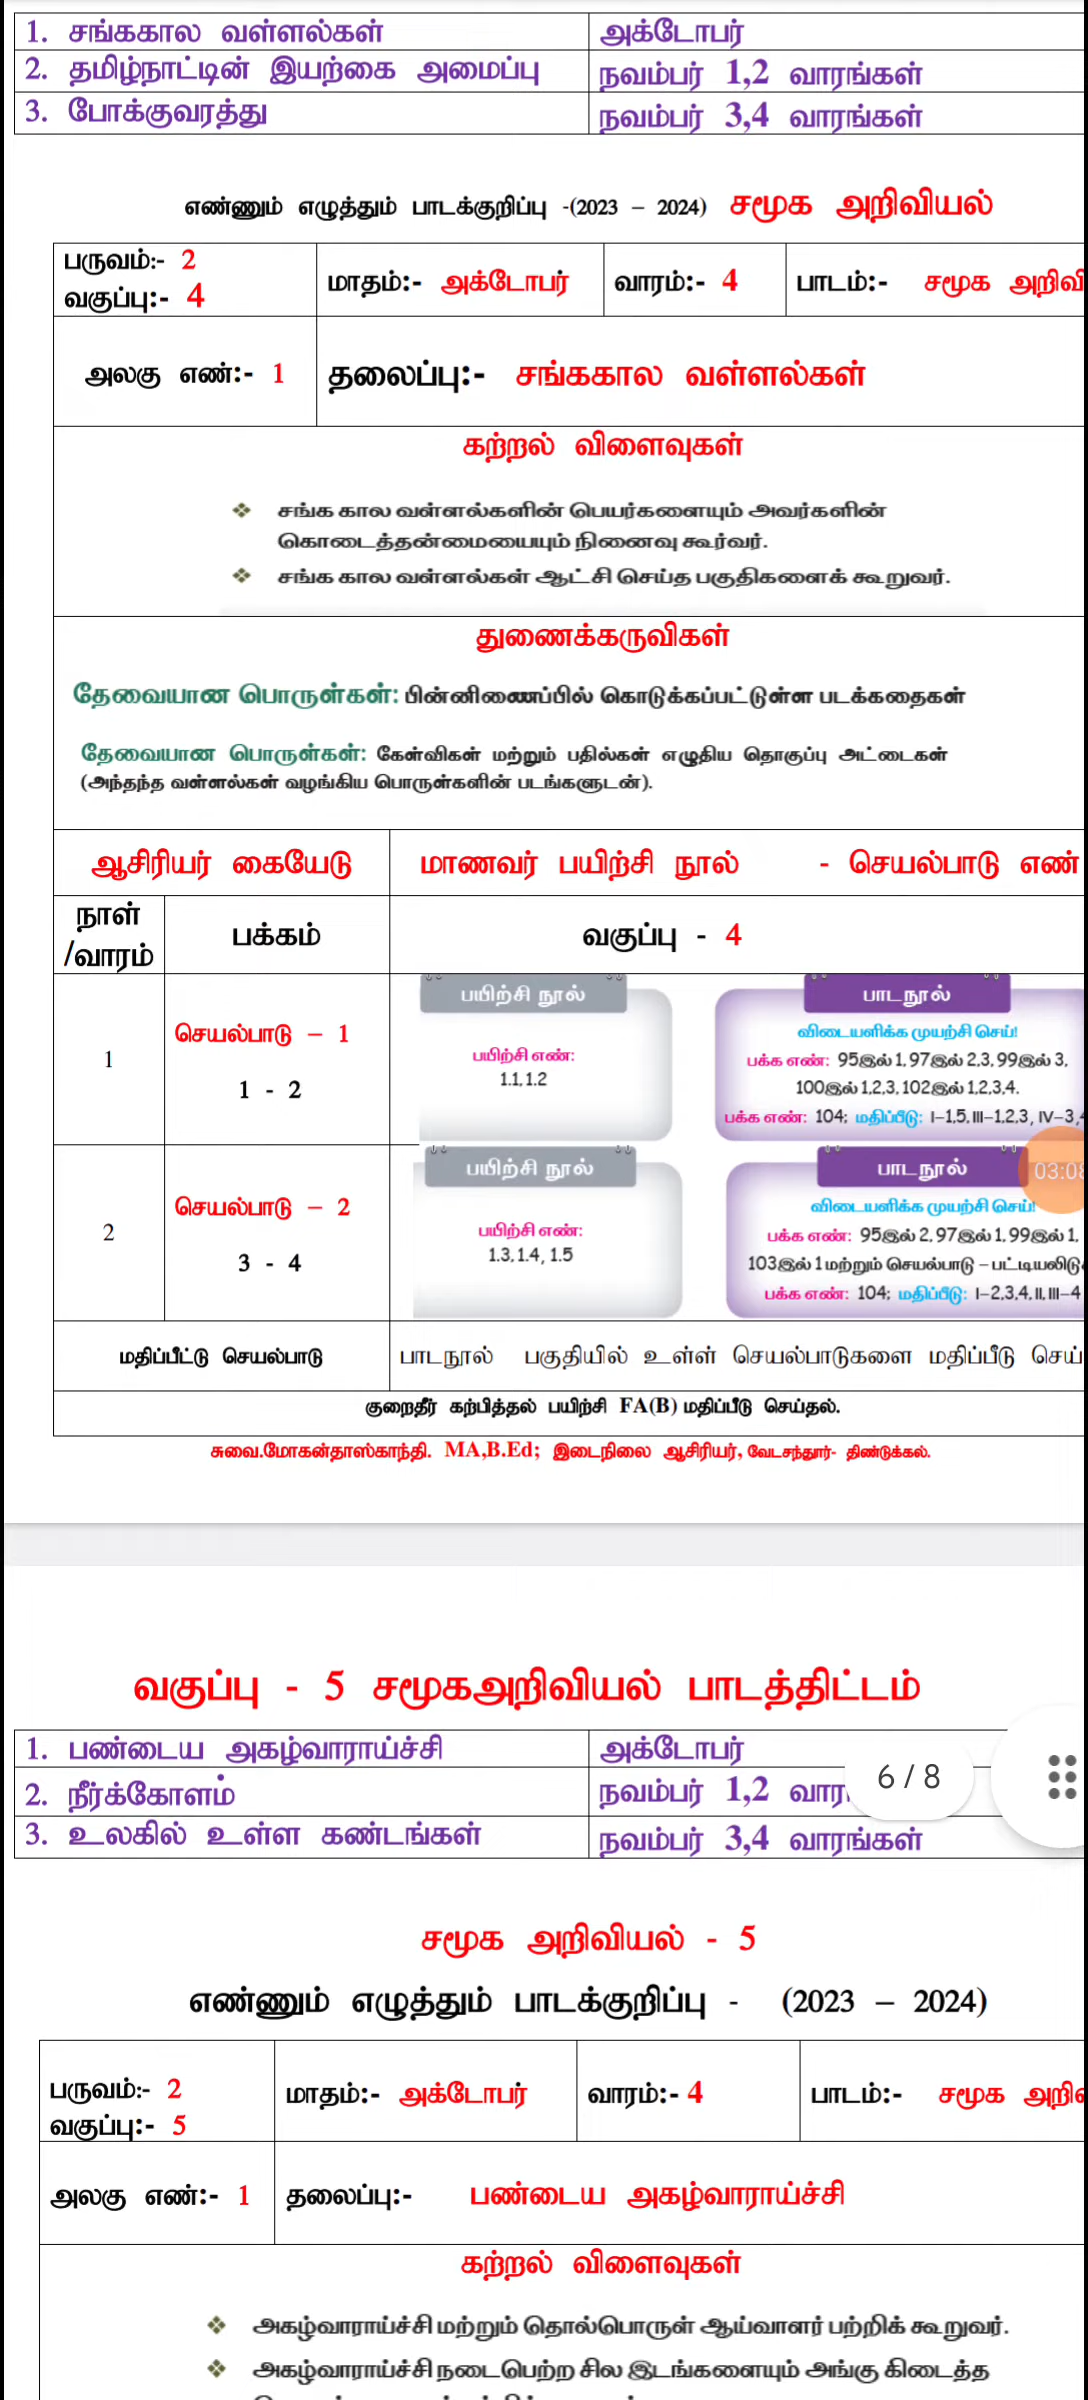 1. சங்ககால வள்ளல்கள் அக்டோபர்
2. தமிழ்நாட்டின் இயற்கை அமைப்பு நவம்பர் 1,2 வாரங்கள்
3. போக்குவரத்து நவம்பர் 3,4 வாரங்கள்
எண்ணும் எழுத்தும் பாடக்குறிப்பு -(2023 – 2024) சமூக அறிவியல்
பருவம்:- 2
வகுப்பு:- 4
மாதம்:- அக்டோபர் வாரம்:- 4 பாடம்:- சமூக அறிவி
அலகு எண்:- 1 தலைப்பு:- சங்ககால வள்ளல்கள்
கற்றல் விளைவுகள்
❖ சங்க கால வள்ளல்களின் பெயர்களையும் அவர்களின்
கொடைத்தன்மையையும் நினைவு கூர்வர்.
❖ சங்க கால வள்ளல்கள் ஆட்சி செய்த பகுதிகளைக் கூறுவர்.
துணைக்கருவிகள்
தேவையான பொருள்கள்: பின்னிணைப்பில் கொடுக்கப்பட்டுள்ள படக்கதைகள்
தேவையான பொருள்கள்: கேள்விகள் மற்றும் பதில்கள் எழுதிய தொகுப்பு அட்டைகள்
(அந்தந்த வள்ளல்கள் வழங்கிய பொருள்களின் படங்களுடன்).
ஆசிரியர் கையேடு மாணவர் பயிற்சி நூல் - செயல்பாடு எண்
நாள்
/வாரம்
பக்கம் வகுப்பு - 4
பயிற்சி நூல் பாடநூல்
விடையளிக்க முயற்சி செய்!
1 செயல்பாடு – 1
1 - 2
பயிற்சி எண்:
1.1, 1.2
பக்க எண்: 95இல் 1, 97இல் 2,3, 99இல் 3,
100இல் 1,2,3, 102இல் 1,2,3,4.
பக்க எண்: 104; மதிப்பீடு: I–1,5, III–1,2,3, IV–3,4
பயிற்சி நூல் பாடநூல் 03:08
விடையளிக்க முயற்சி செய்!
2 செயல்பாடு – 2
3 - 4
பயிற்சி எண்:
1.3, 1.4, 1.5
பக்க எண்: 95இல் 2, 97இல் 1, 99இல் 1,
103இல் 1 மற்றும் செயல்பாடு – பட்டியலிடு
பக்க எண்: 104; மதிப்பீடு: I–2,3,4, II, III–4
மதிப்பீட்டு செயல்பாடு பாடநூல் பகுதியில் உள்ள் செயல்பாடுகளை மதிப்பீடு செய்
குறைதீர் கற்பித்தல் பயிற்சி FA(B) மதிப்பீடு செய்தல்.
சுவை.மோகன்தாஸ்காந்தி. MA,B.Ed; இடைநிலை ஆசிரியர், வேடசந்தூர்- திண்டுக்கல்.
வகுப்பு - 5 சமூகஅறிவியல் பாடத்திட்டம்
1. பண்டைய அகழ்வாராய்ச்சி அக்டோபர்
2. நீர்க்கோளம் நவம்பர் 1,2 வார
6 / 8
3. உலகில் உள்ள கண்டங்கள் நவம்பர் 3,4 வாரங்கள்
சமூக அறிவியல் - 5
எண்ணும் எழுத்தும் பாடக்குறிப்பு - (2023 – 2024)
பருவம்:- 2
வகுப்பு:- 5
மாதம்:- அக்டோபர் வாரம்:- 4 பாடம்:- சமூக அறி
அலகு எண்:- 1 தலைப்பு:- பண்டைய அகழ்வாராய்ச்சி
கற்றல் விளைவுகள்
❖ அகழ்வாராய்ச்சி மற்றும் தொல்பொருள் ஆய்வாளர் பற்றிக் கூறுவர்.
❖ அகழ்வாராய்ச்சி நடைபெற்ற சில இடங்களையும் அங்கு கிடைத்த